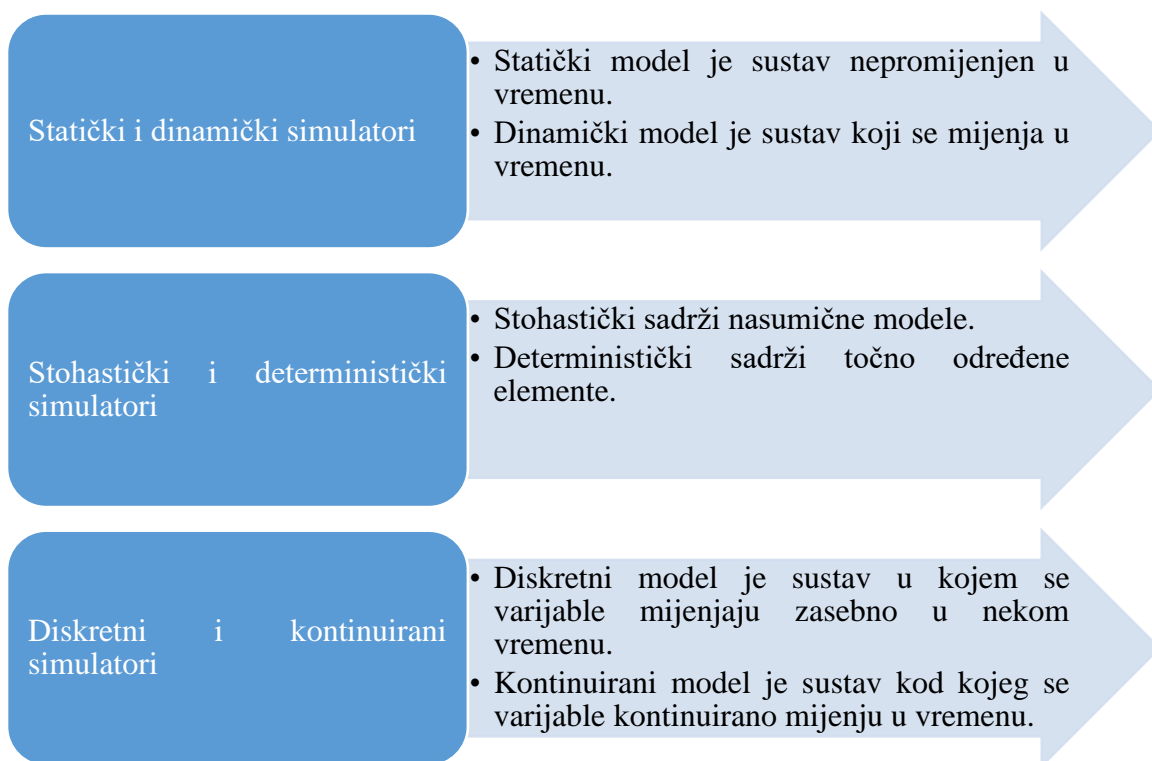 Statički i dinamički simulatori
• Statički model je sustav nepromijenjen u
vremenu.
• Dinamički model je sustav koji se mijenja u
vremenu.
Stohastički i deterministički
simulatori
• Stohastički sadrži nasumične modele.
• Deterministički sadrži točno određene
elemente.
Diskretni i kontinuirani
simulatori
• Diskretni model je sustav u kojem se
varijable mijenjaju zasebno u nekom
vremenu.
• Kontinuirani model je sustav kod kojeg se
varijable kontinuirano mijenju u vremenu.